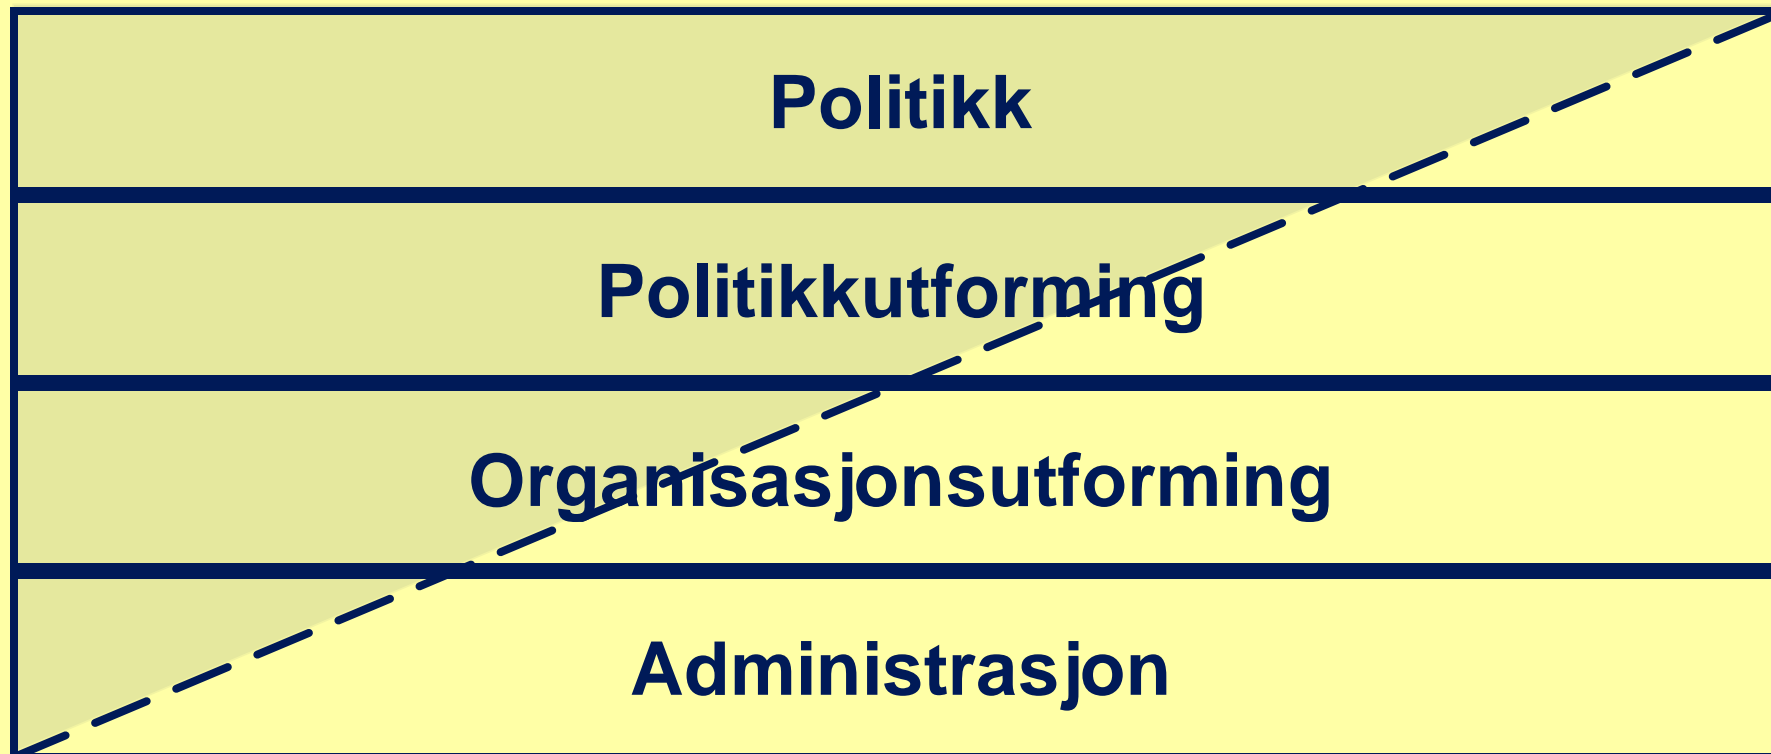 Politikk
Politikkutforming
Organisasjonsutforming
Administrasjon